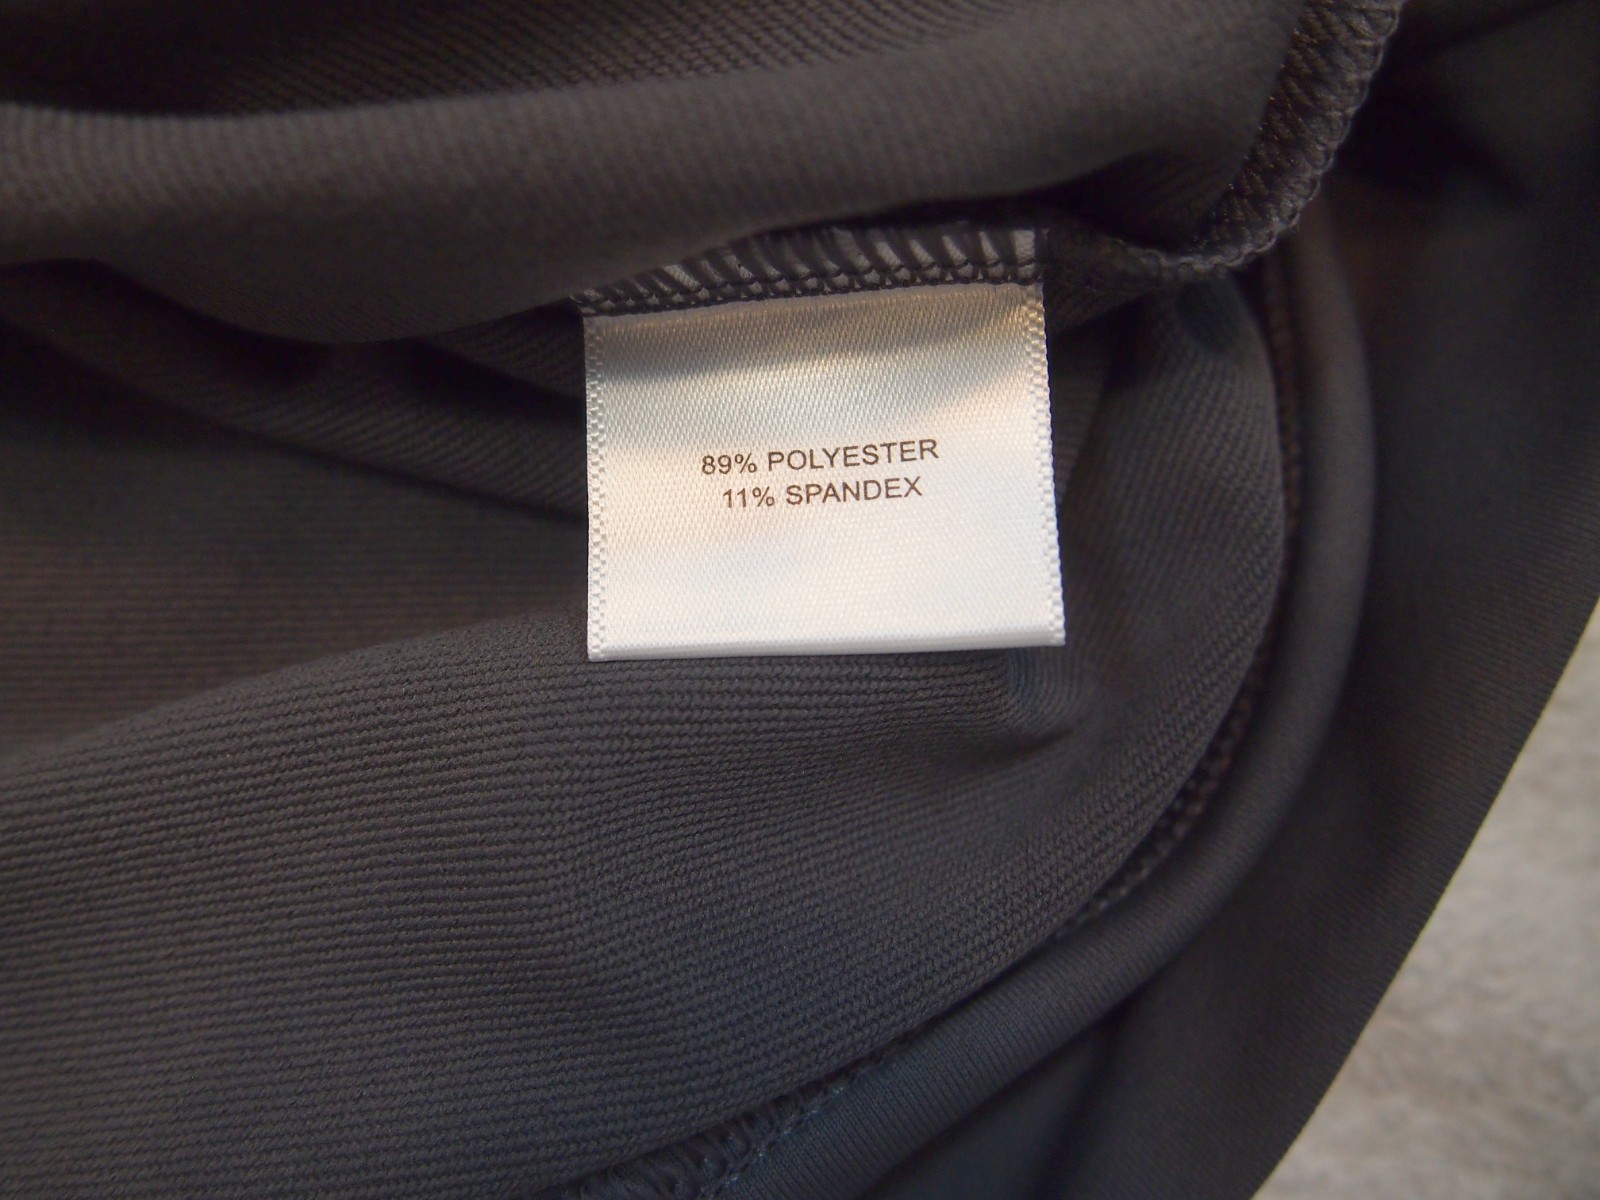 89% POLYESTER
11% SPANDEX